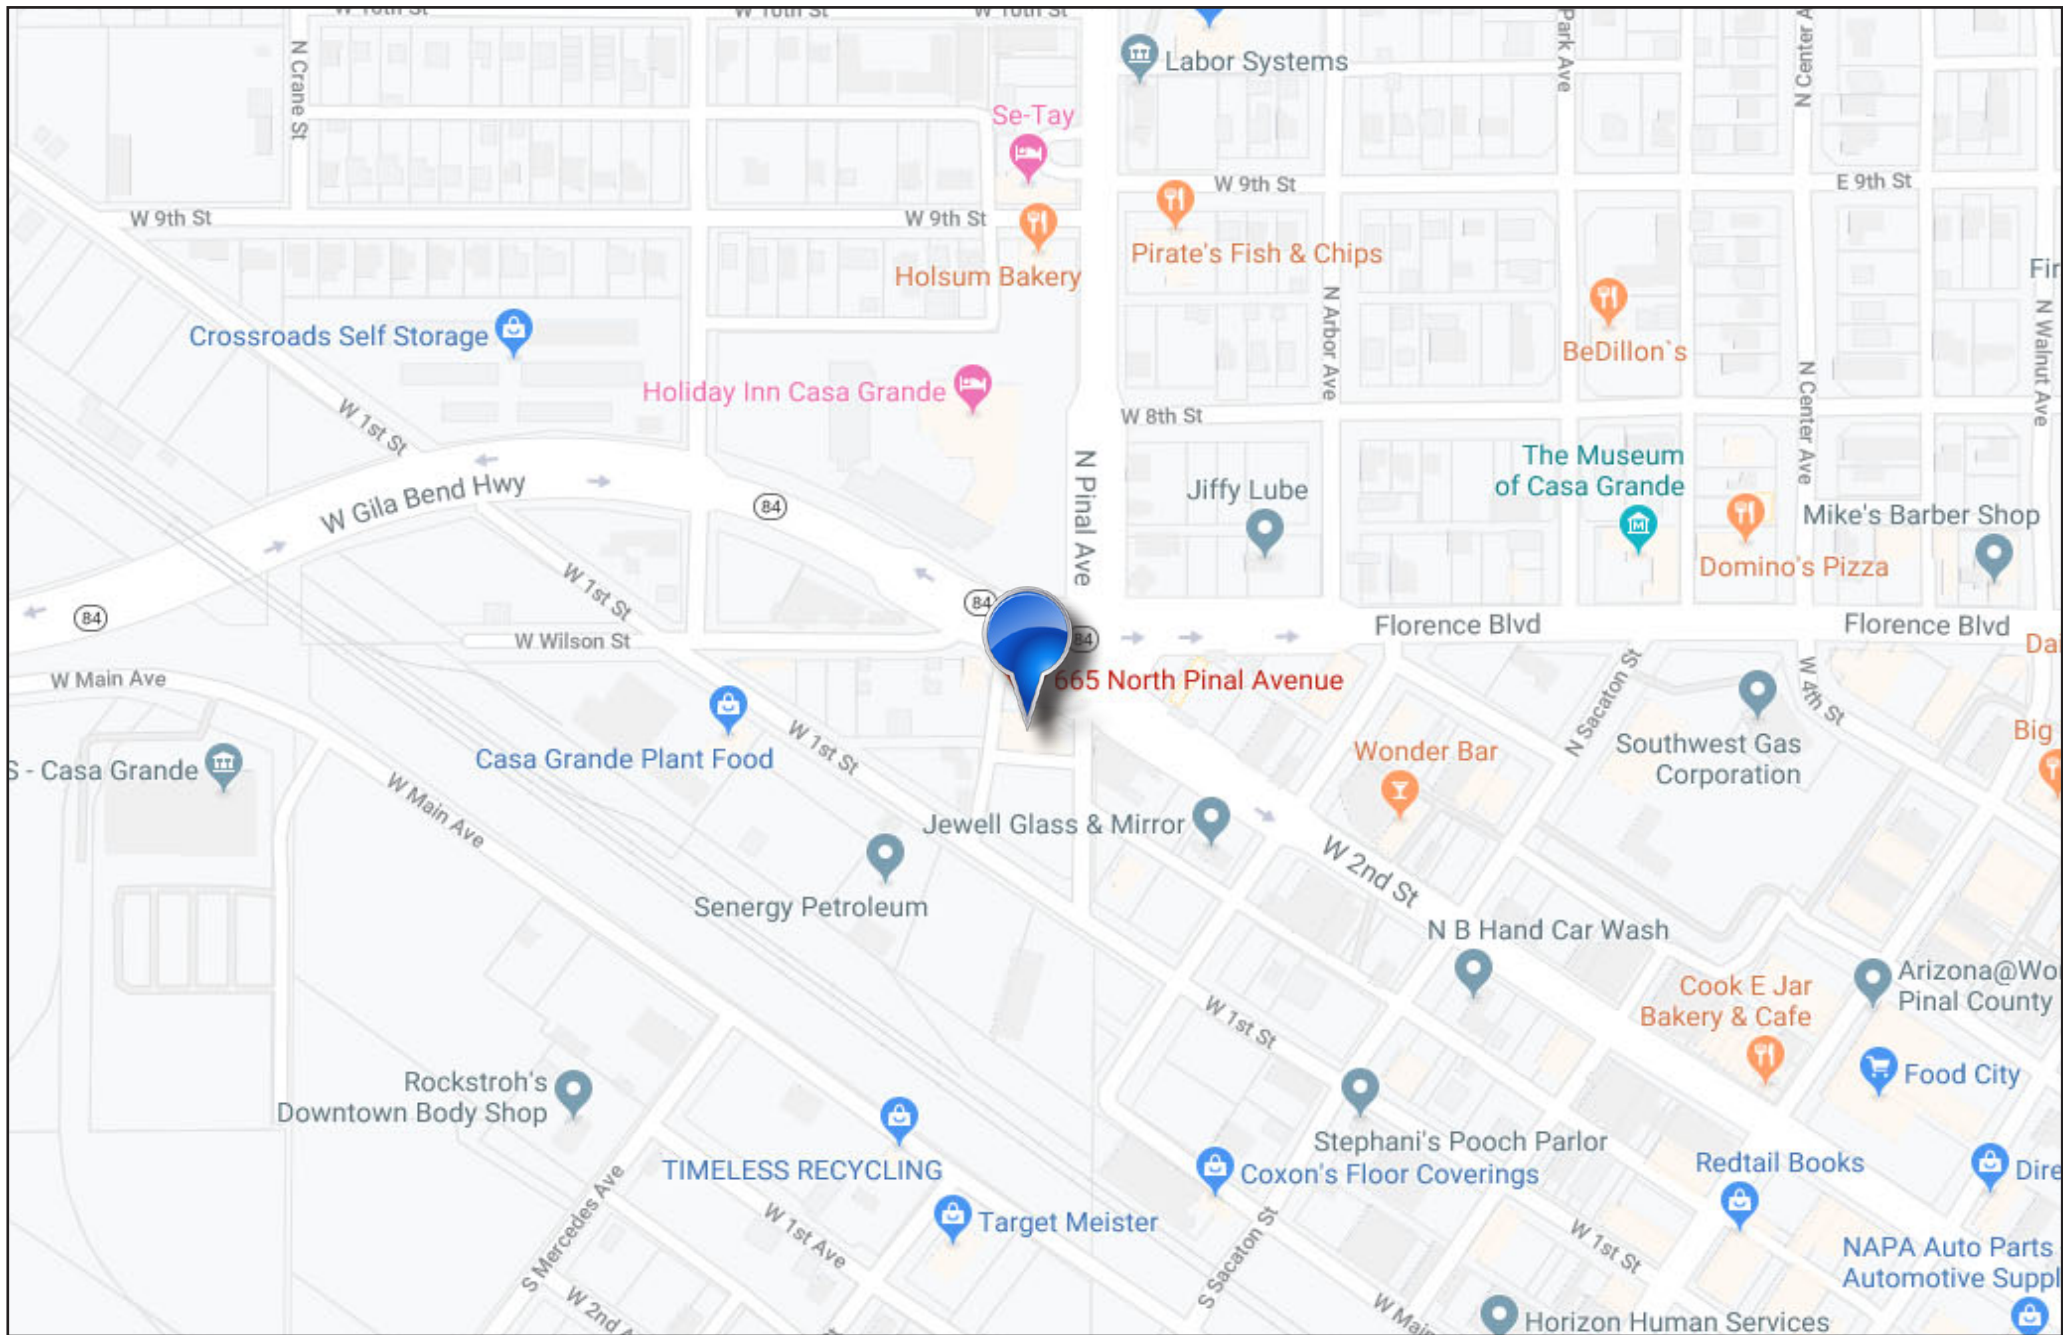 W 10th St
W 10th St
W 10th St
N Crane St
Labor Systems
Park Ave
N Center A
Se-Tay
W 9th St
W 9th St
W 9th St
E 9th St
Holsum Bakery
Pirate's Fish & Chips
Fir
N Arbor Ave
N Walnut Ave
Crossroads Self Storage
BeDillon`s
Holiday Inn Casa Grande
W 1st St
W 8th St
N Center Ave
N Pinal Ave
The Museum
of Casa Grande
Jiffy Lube
W Gila Bend Hwy
84
Mike's Barber Shop
Domino's Pizza
W 1st St
84
84
84
W Wilson St
Florence Blvd
Florence Blvd
Da
W Main Ave
665 North Pinal Avenue
N Sacaton St
W 4th St
Casa Grande Plant Food
W 1st St
Wonder Bar
Southwest Gas
Corporation
Big
S - Casa Grande
W Main Ave
Jewell Glass & Mirror
W 2nd St
Senergy Petroleum
N B Hand Car Wash
Cook E Jar
Bakery & Cafe
Arizona@Wo
Pinal County
W 1st St
Rockstroh's
Downtown Body Shop
Food City
Stephani's Pooch Parlor
TIMELESS RECYCLING
Coxon's Floor Coverings
Redtail Books
Dire
S Mercedes Ave
W 1st Ave
Target Meister
S Sacaton St
W 1st St
NAPA Auto Parts
Automotive Suppl
W 2nd A
W Main
Horizon Human Services